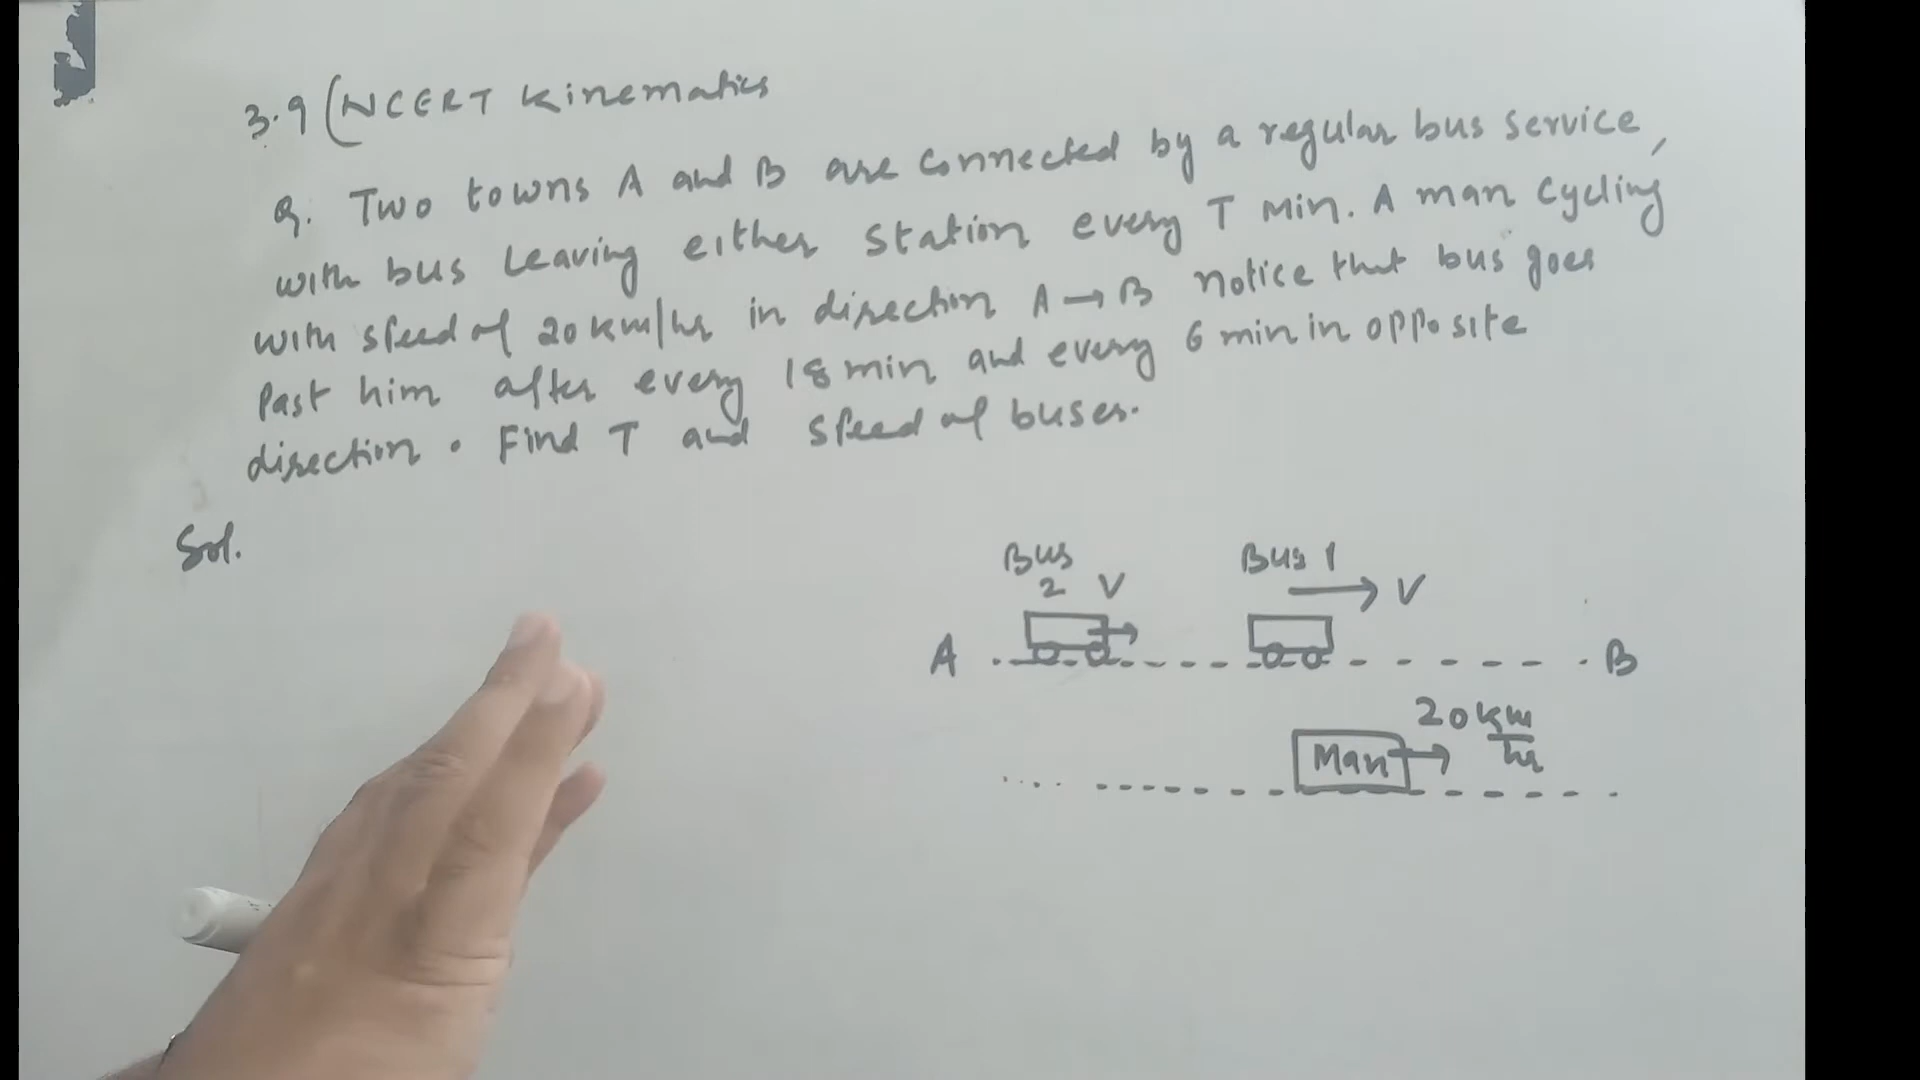 3.9 (NCERT Kinematics
Q. Two towns A and B are connected by a regular bus service,
with bus leaving either station every T Min. A man cycling
with speed of 20 km/hr in direction A → B notice that bus goes
Past him after every 18 min and every 6 min in opposite
direction. Find T and speed of buses.
Sol.
Bus 2 V
Bus 1 V
A B
20 km/hr
Man